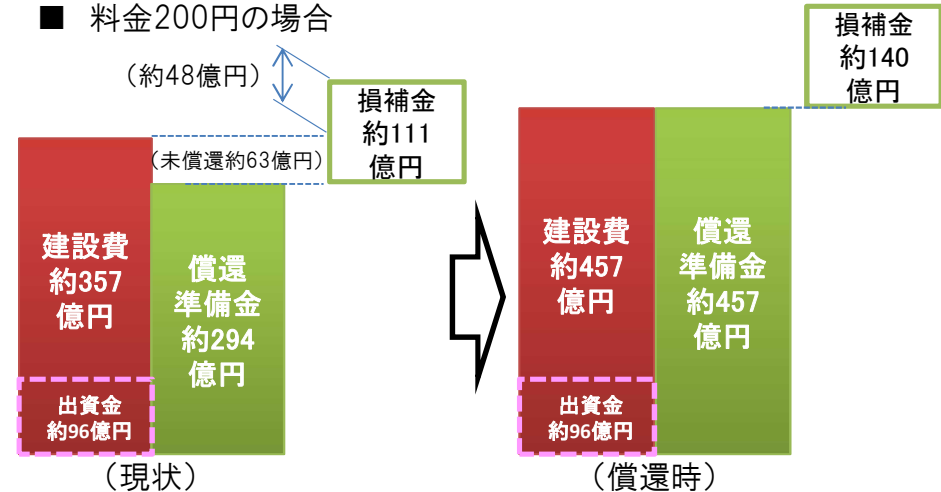 ■ 料金200円の場合
（約48億円）
損補金
約111
億円
（未償還約63億円）
建設費
約357
億円
償還
準備金
約294
億円
出資金
約96億円
（現状）
損補金
約140
億円
建設費
約457
億円
償還
準備金
約457
億円
出資金
約96億円
（償還時）